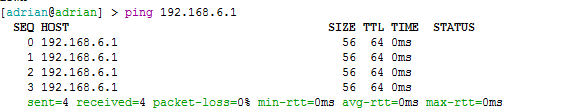 [adrian@adrian] > ping 192.168.6.1
SEQ HOST SIZE TTL TIME STATUS
0 192.168.6.1 56 64 0ms
1 192.168.6.1 56 64 0ms
2 192.168.6.1 56 64 0ms
3 192.168.6.1 56 64 0ms
sent=4 received=4 packet-loss=0% min-rtt=0ms avg-rtt=0ms max-rtt=0ms